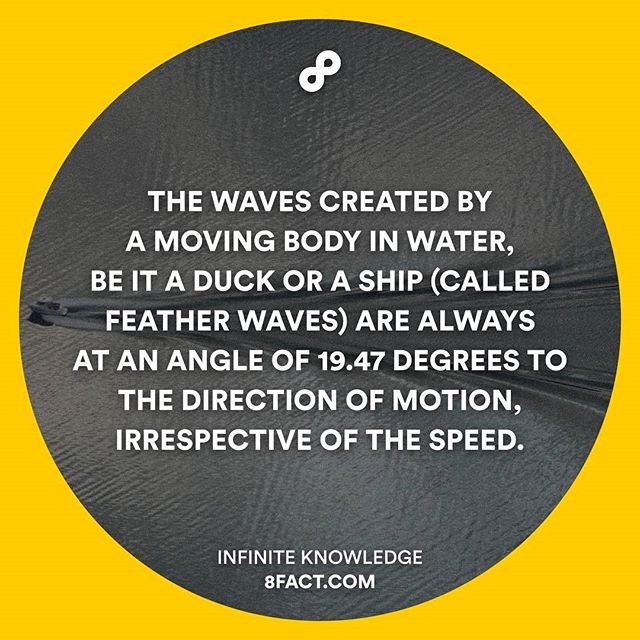 THE WAVES CREATED BY
A MOVING BODY IN WATER,
BE IT A DUCK OR A SHIP (CALLED
FEATHER WAVES) ARE ALWAYS
AT AN ANGLE OF 19.47 DEGREES TO
THE DIRECTION OF MOTION,
IRRESPECTIVE OF THE SPEED.
INFINITE KNOWLEDGE
8FACT.COM